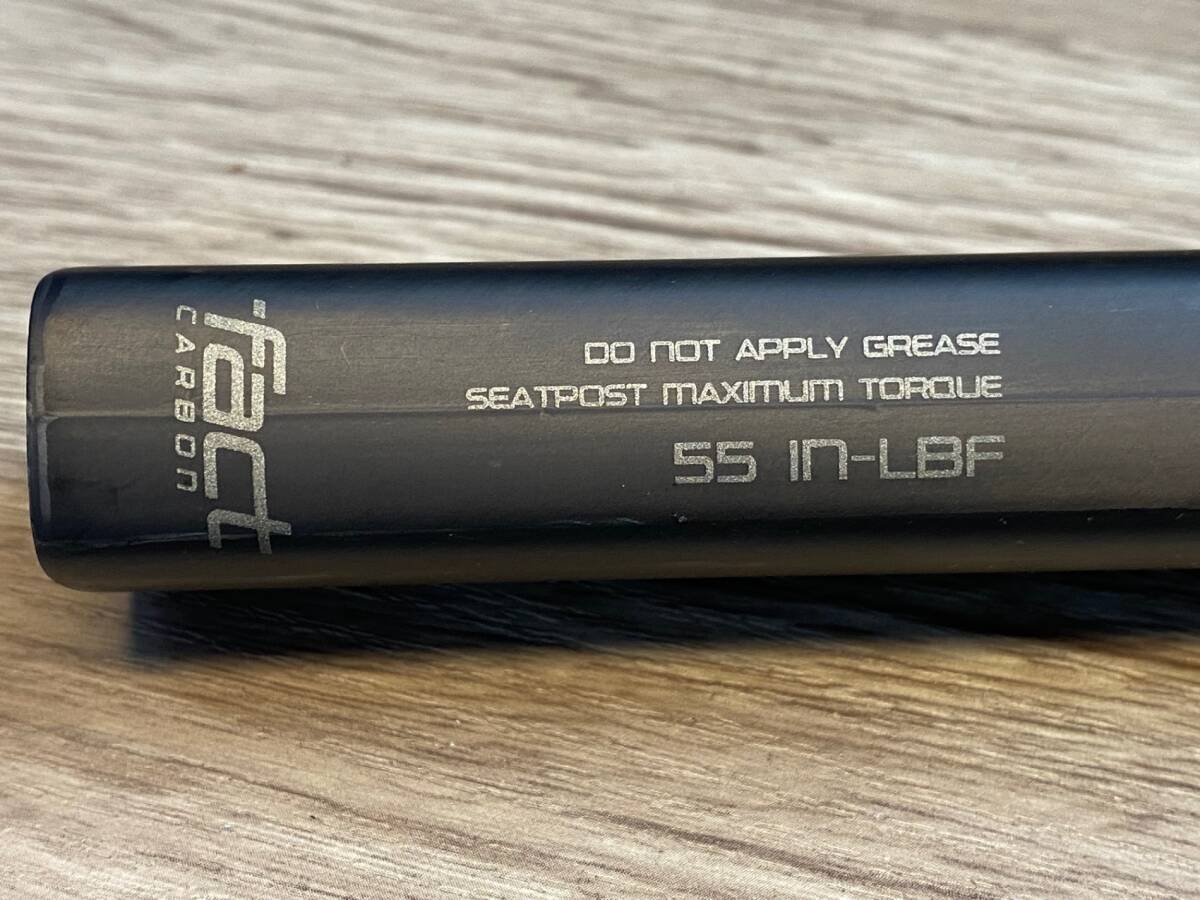 fact
CARBON
DO NOT APPLY GREASE
SEATPOST MAXIMUM TORQUE
55 IN-LBF